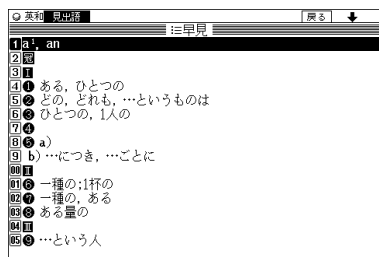 英和 見出語 戻る ↓
早見
1 a¹, an
2 冠
3 Ⅰ
4 ❶ ある, ひとつの
5 ❷ どの, どれも, …というものは
6 ❸ ひとつの, 1人の
7 ❹
8 ❺ a)
9 b) …につき, …ごとに
00 Ⅱ
01 ❻ 一種の;1杯の
02 ❼ 一種の, ある
03 ❽ ある量の
04 Ⅲ
05 ❾ …という人